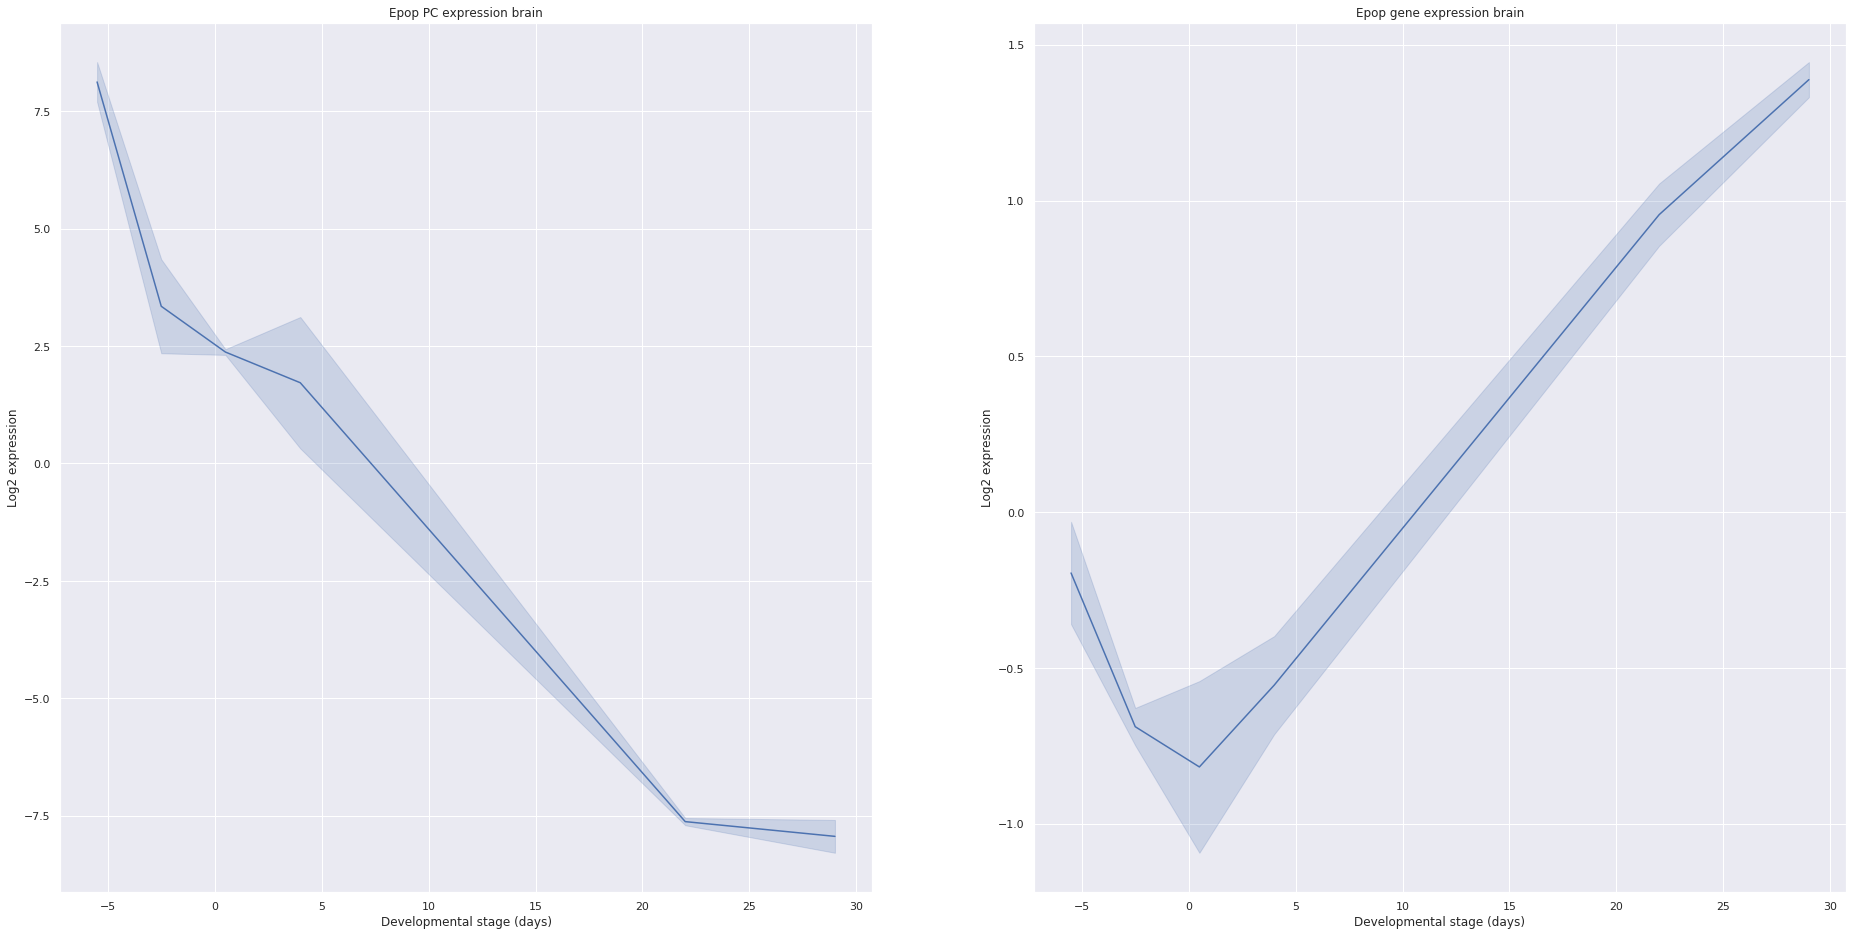 Epop PC expression brain
Log2 expression
7.5
5.0
2.5
0.0
−2.5
−5.0
−7.5
−5 0 5 10 15 20 25 30
Developmental stage (days)
Epop gene expression brain
Log2 expression
1.5
1.0
0.5
0.0
−0.5
−1.0
−5 0 5 10 15 20 25 30
Developmental stage (days)